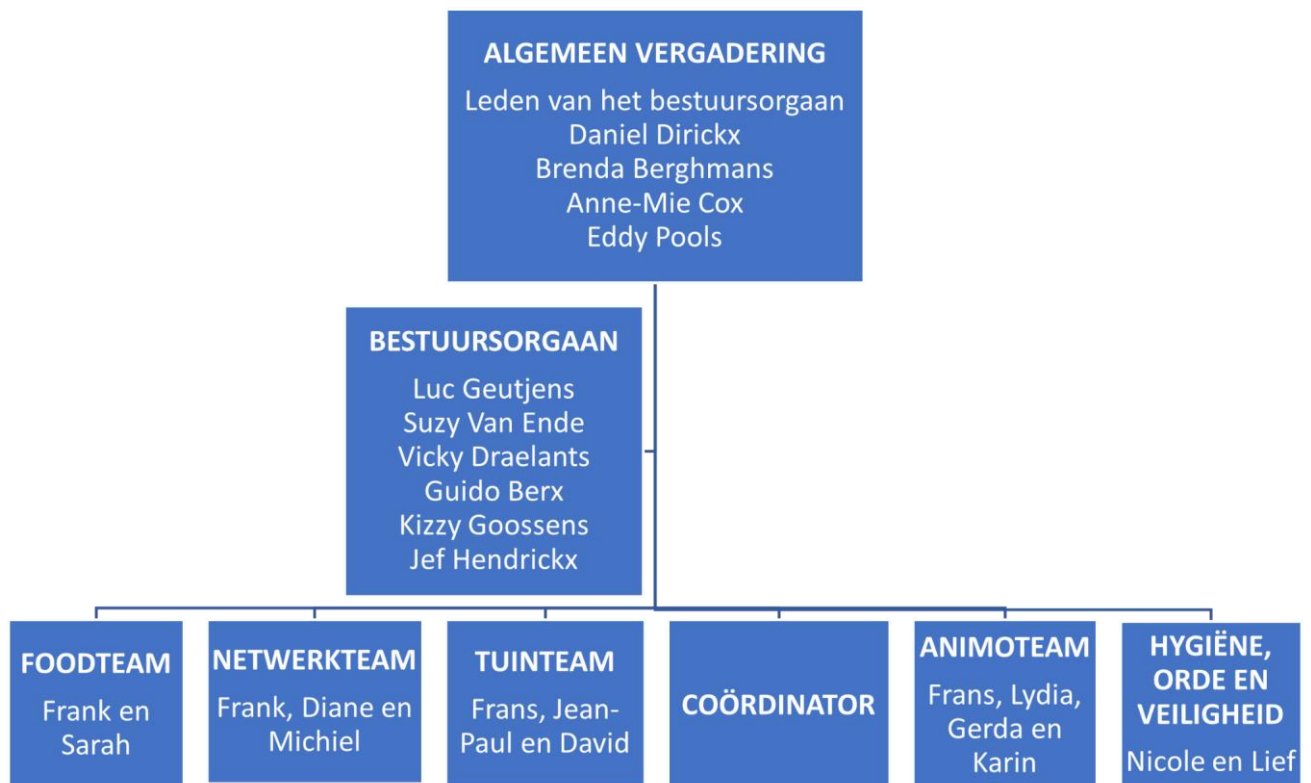 ALGEMEEN VERGADERING
Leden van het bestuursorgaan
Daniel Dirickx
Brenda Berghmans
Anne-Mie Cox
Eddy Pools
BESTUURSORGAAN
Luc Geutjens
Suzy Van Ende
Vicky Draelants
Guido Berx
Kizzy Goossens
Jef Hendrickx
FOODTEAM
Frank en
Sarah
NETWERKTEAM
Frank, Diane en
Michiel
TUINTEAM
Frans, Jean-
Paul en David
COÖRDINATOR
ANIMOTEAM
Frans, Lydia,
Gerda en
Karin
HYGIËNE,
ORDE EN
VEILIGHEID
Nicole en Lief